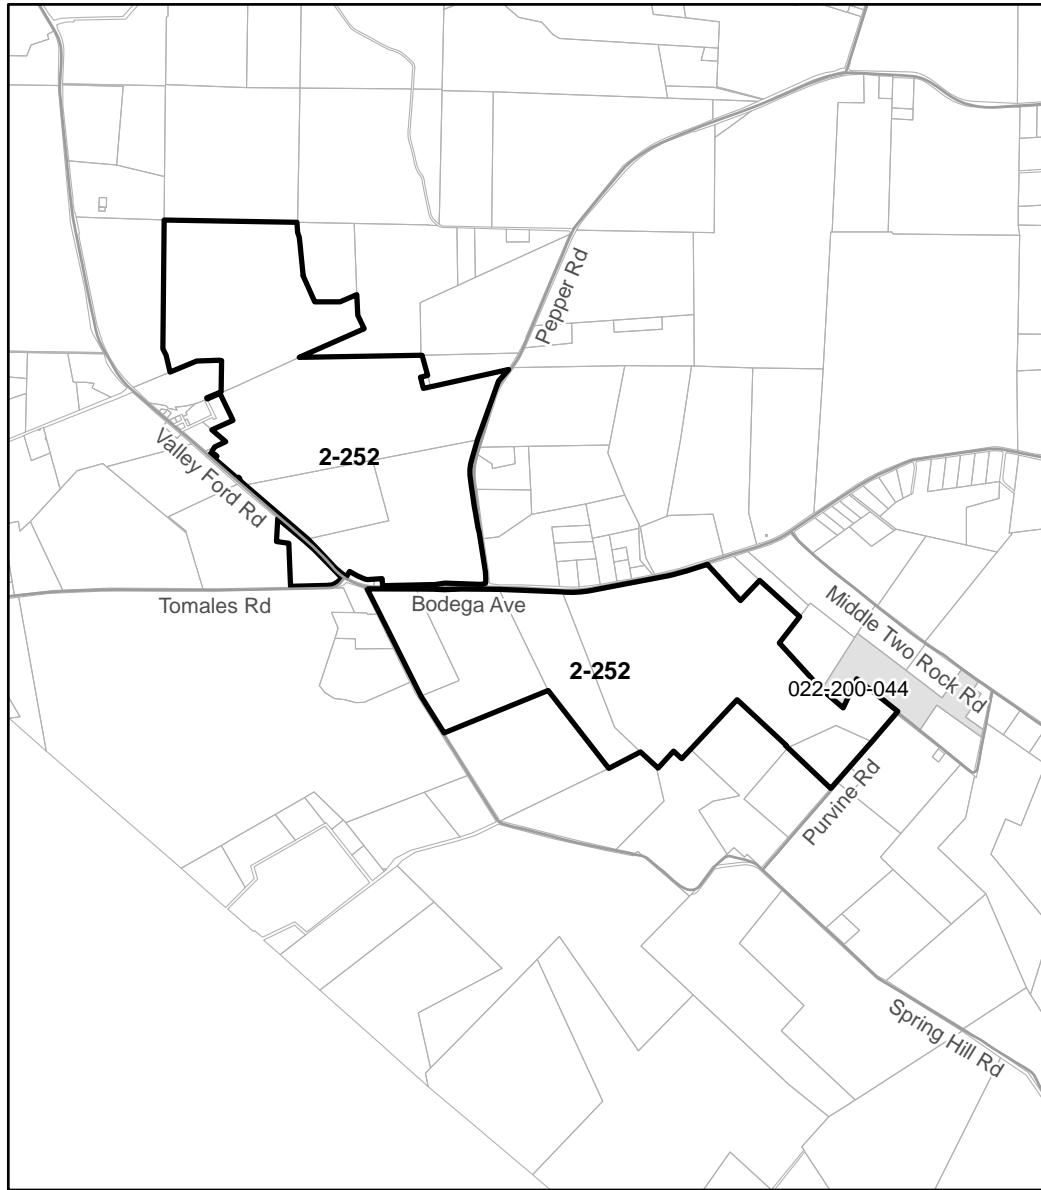 Pepper Rd
2-252
Valley Ford Rd
Tomales Rd
Bodega Ave
Middle Two Rock Rd
2-252
022-200-044
Purvine Rd
Spring Hill Rd